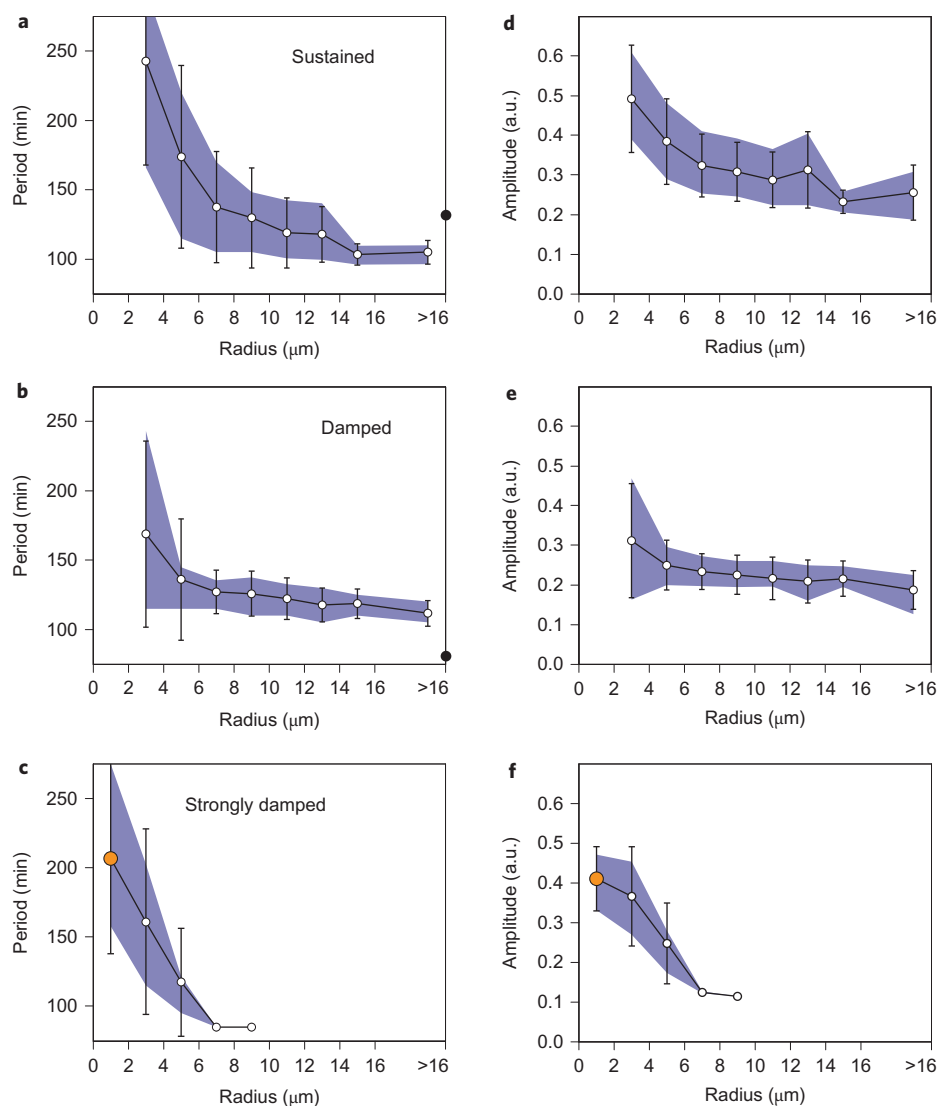 a
Sustained
Period (min)
250
200
150
100
0 2 4 6 8 10 12 14 16 >16
Radius (μm)
d
Amplitude (a.u.)
0.6
0.5
0.4
0.3
0.2
0.1
0.0
0 2 4 6 8 10 12 14 16 >16
Radius (μm)
b
Damped
Period (min)
250
200
150
100
0 2 4 6 8 10 12 14 16 >16
Radius (μm)
e
Amplitude (a.u.)
0.6
0.5
0.4
0.3
0.2
0.1
0.0
0 2 4 6 8 10 12 14 16 >16
Radius (μm)
c
Strongly damped
Period (min)
250
200
150
100
0 2 4 6 8 10 12 14 16 >16
Radius (μm)
f
Amplitude (a.u.)
0.6
0.5
0.4
0.3
0.2
0.1
0.0
0 2 4 6 8 10 12 14 16 >16
Radius (μm)